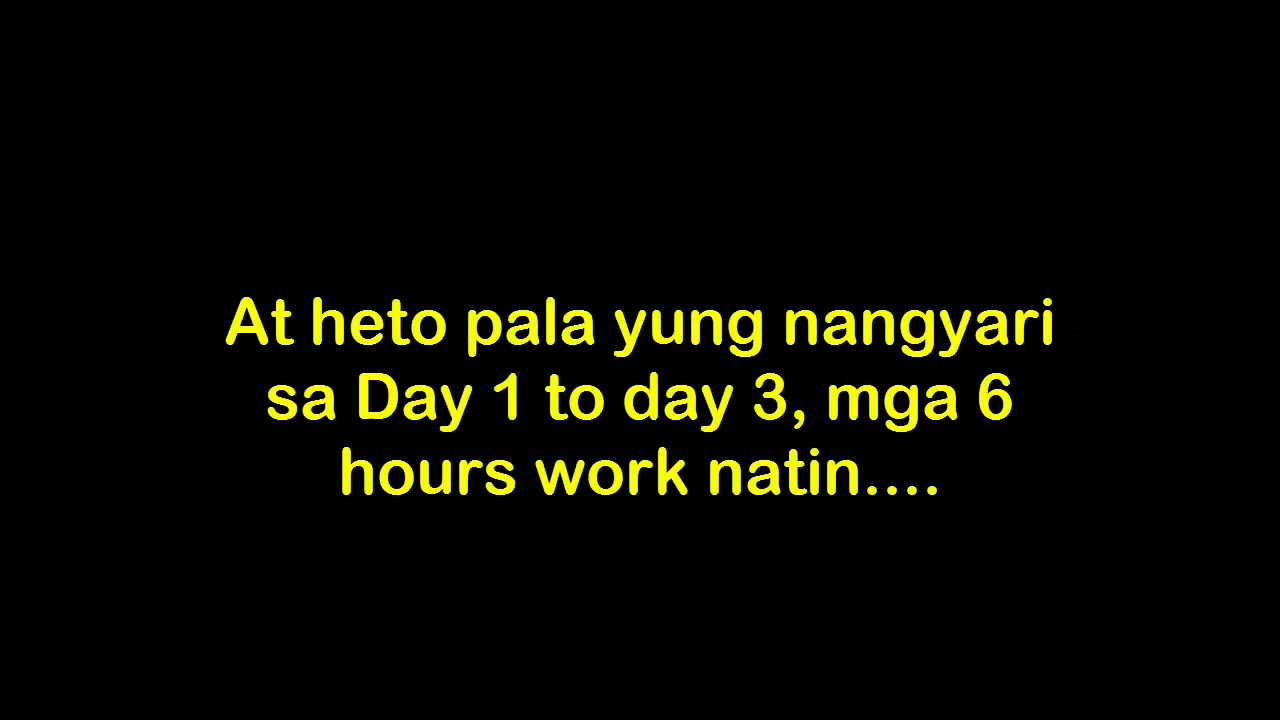 At heto pala yung nangyari
sa Day 1 to day 3, mga 6
hours work natin....